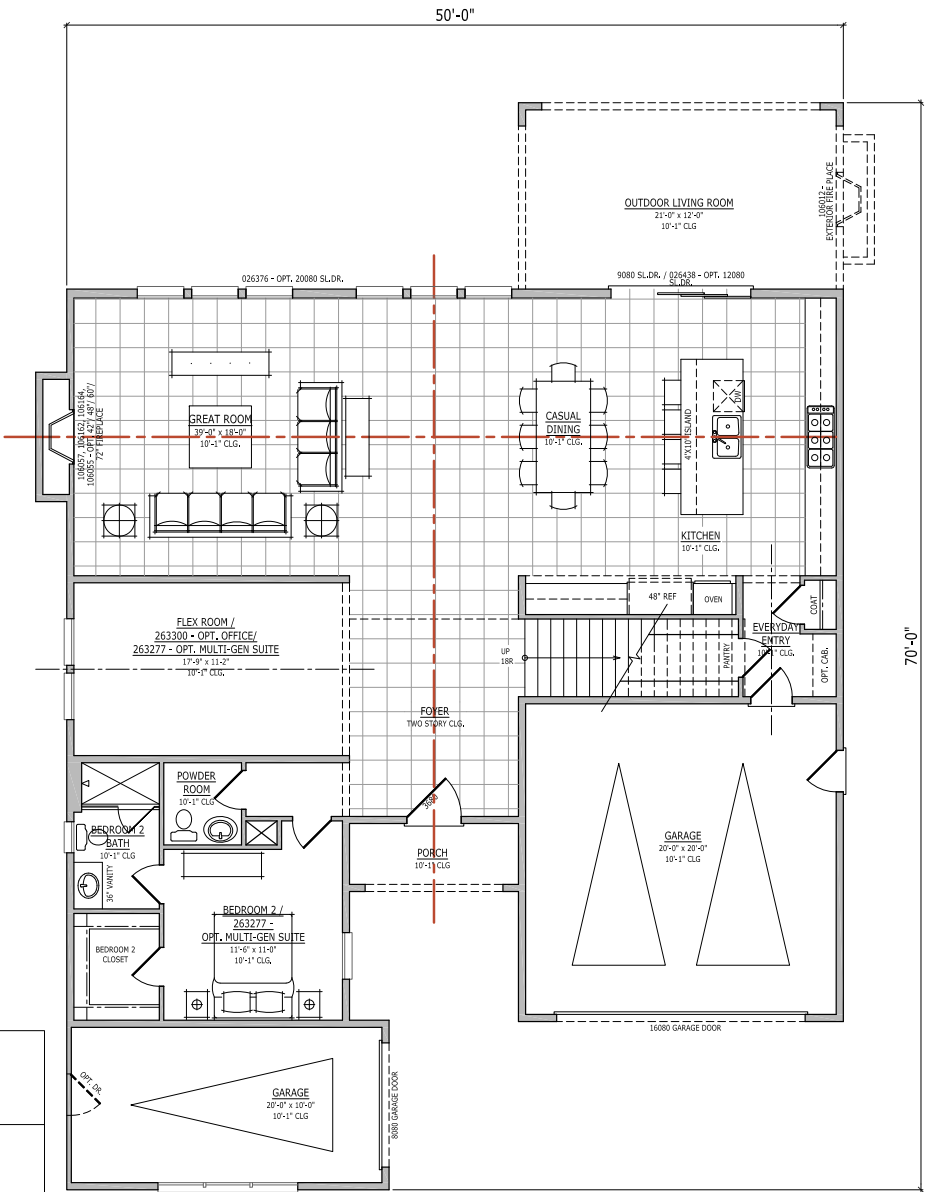 50'-0"
OUTDOOR LIVING ROOM
21'-0" x 12'-0"
10'-1" CLG
106012 -
EXTERIOR FIRE PLACE
026376 - OPT. 20080 SL.DR.
9080 SL.DR. / 026438 - OPT. 12080
SL.DR.
106057, 106162, 106164,
106055 - OPT. 42"/ 48"/ 60"/
72" FIREPLACE
GREAT ROOM
39'-0" x 18'-0"
10'-1" CLG.
CASUAL
DINING
10'-1" CLG.
4'X10' ISLAND
DW
KITCHEN
10'-1" CLG.
48" REF
OVEN
COAT
FLEX ROOM /
263300 - OPT. OFFICE/
263277 - OPT. MULTI-GEN SUITE
17'-9" x 11'-2"
10'-1" CLG.
UP
18R
PANTRY
EVERYDAY
ENTRY
10'-1" CLG.
OPT. CAB.
70'-0"
FOYER
TWO STORY CLG.
POWDER
ROOM
10'-1" CLG
3680
BEDROOM 2
BATH
10'-1" CLG
36" VANITY
PORCH
10'-1" CLG
GARAGE
20'-0" x 20'-0"
10'-1" CLG
BEDROOM 2 /
263277 -
OPT. MULTI-GEN SUITE
11'-6" x 11'-0"
10'-1" CLG.
BEDROOM 2
CLOSET
16080 GARAGE DOOR
OPT. DR.
GARAGE
20'-0" x 10'-0"
10'-1" CLG
8080 GARAGE DOOR